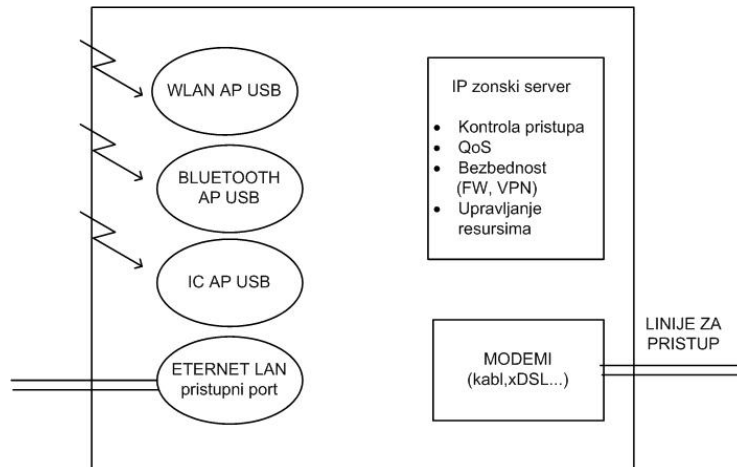 WLAN AP USB
BLUETOOTH
AP USB
IC AP USB
ETERNET LAN
pristupni port
IP zonski server
• Kontrola pristupa
• QoS
• Bezbednost
(FW, VPN)
• Upravljanje
resursima
MODEMI
(kabl,xDSL...)
LINIJE ZA
PRISTUP